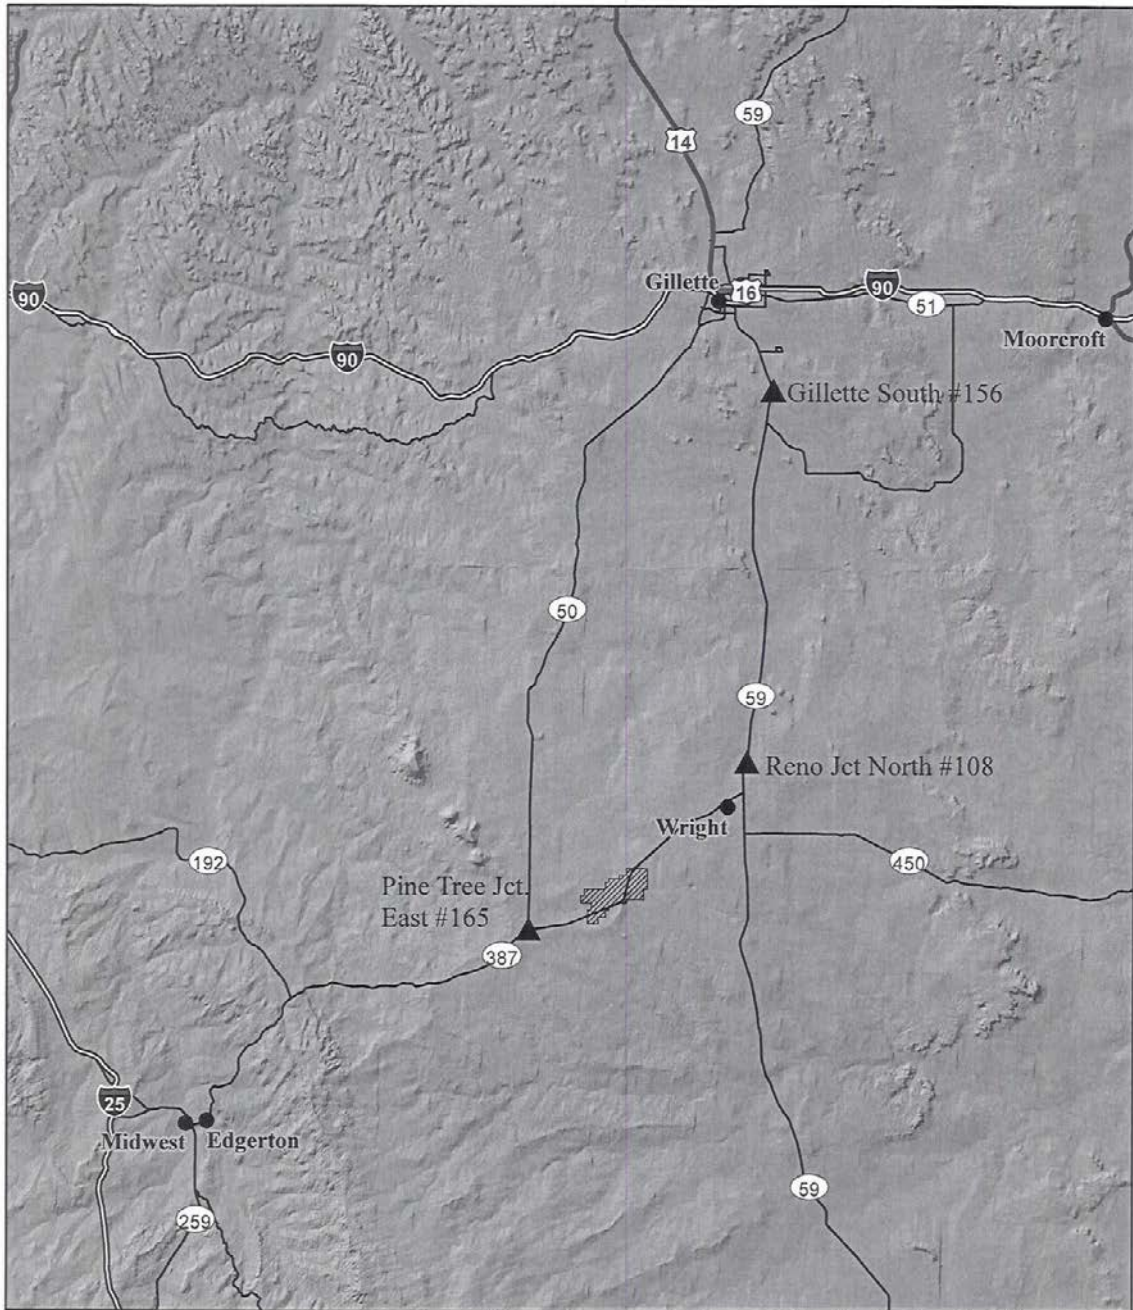 59
14
Gillette
16
90
51
90
Moorcroft
90
Gillette South #156
50
59
Reno Jct North #108
Wright
192
450
Pine Tree Jct.
East #165
387
25
Midwest
Edgerton
59
259